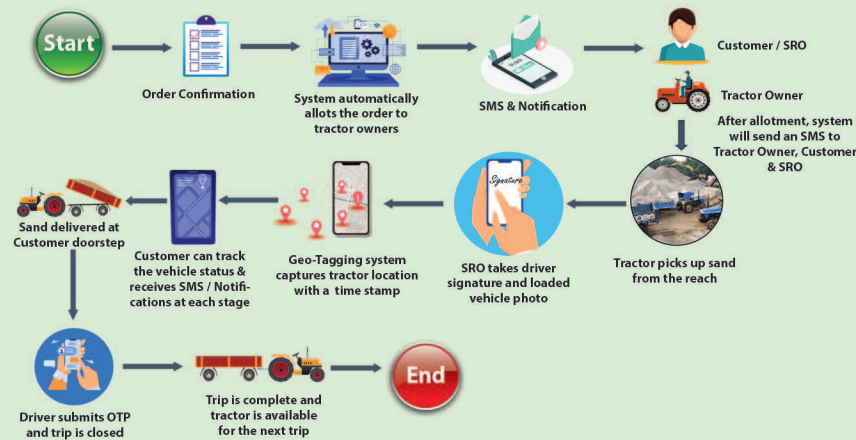 Start
Order Confirmation
System automatically
allots the order to
tractor owners
SMS & Notification
Customer / SRO
Tractor Owner
After allotment, system
will send an SMS to
Tractor Owner, Customer
& SRO
Tractor picks up sand
from the reach
Signature
SRO takes driver
signature and loaded
vehicle photo
Geo-Tagging system
captures tractor location
with a time stamp
Customer can track
the vehicle status &
receives SMS / Notifi-
cations at each stage
Sand delivered at
Customer doorstep
Driver submits OTP
and trip is closed
Trip is complete and
tractor is available
for the next trip
End